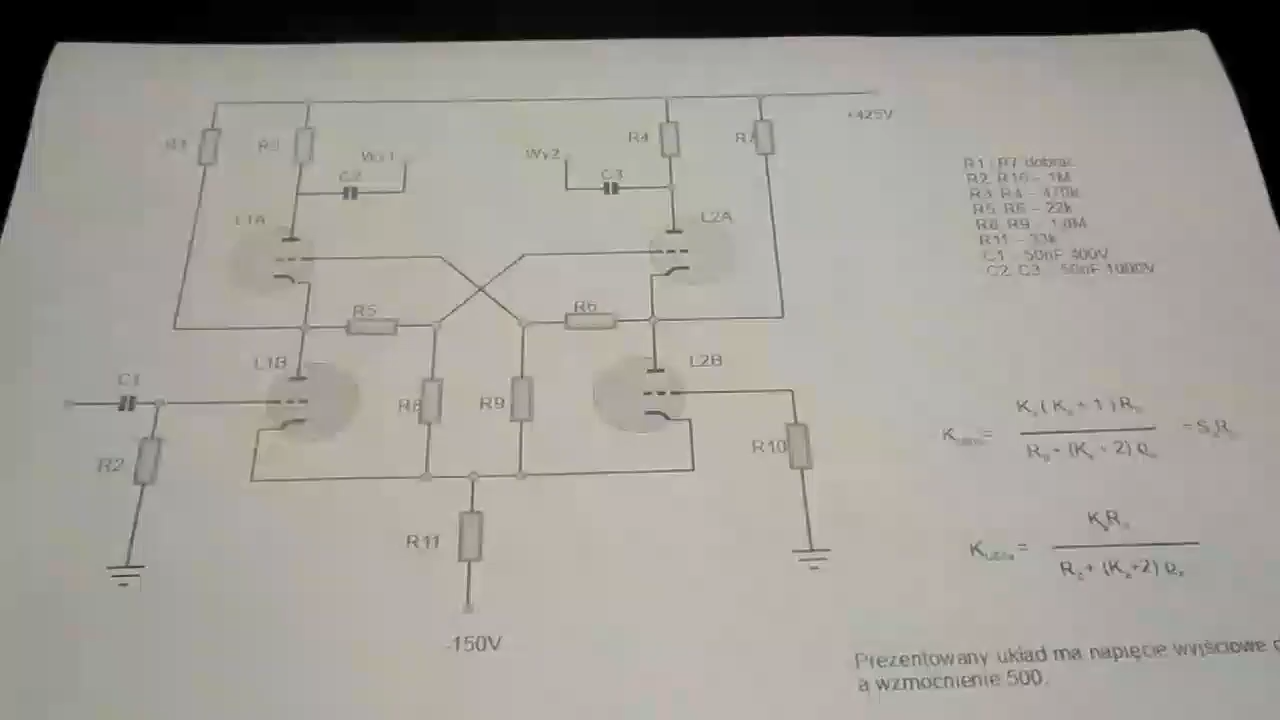 +425V
R1
R3
Wy1
C2
Wy2
C3
R4
R7
L1A
L2A
R5
R6
L1B
L2B
C1
R2
R8
R9
R10
R11
-150V
R1, R7 dobrać
R2, R10 - 1M
R3, R4 - 470k
R5, R6 - 22k
R8, R9 - 1,8M
R11 - 33k
C1 50nF 400V
C2, C3 50nF 1000V
Prezentowany układ ma napięcie wyjściowe
a wzmocnienie 500.